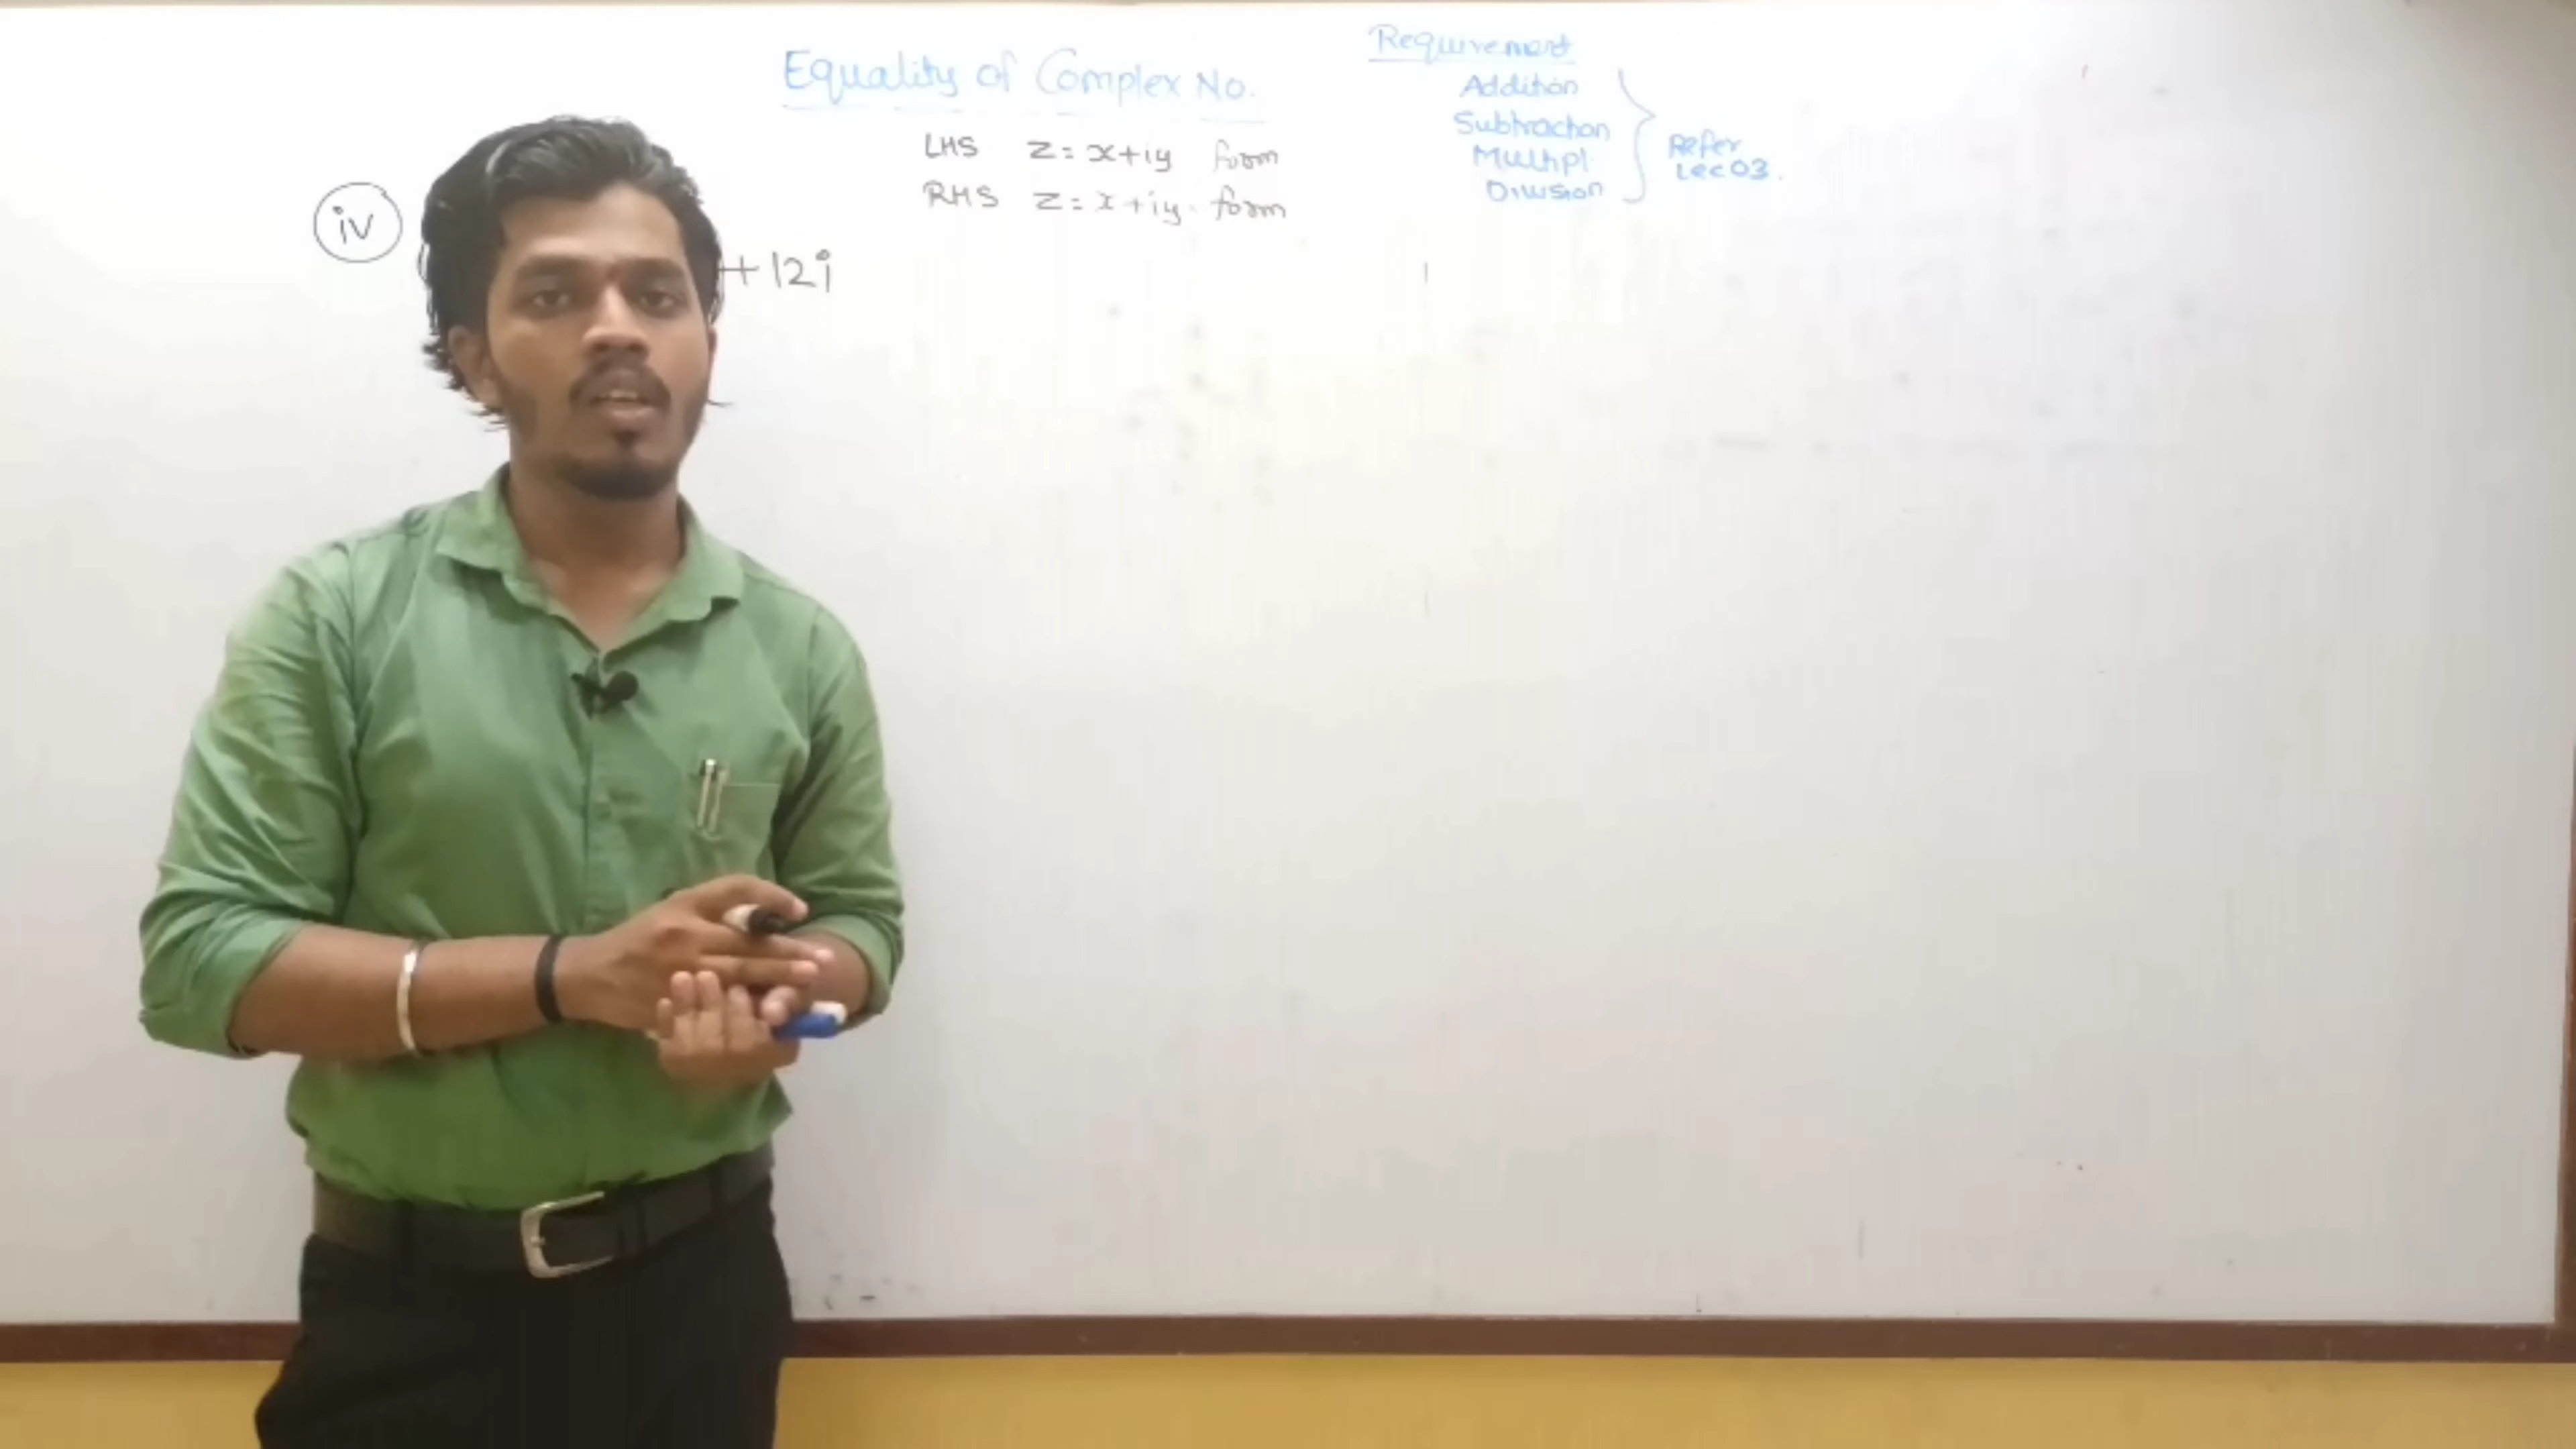 Equality of Complex No.
LHS z = x+iy form
RHS z = x+iy. form
Requirement
Addition
Subtraction
Multipl.
Division
Refer
Lec 03.
iv
+12i